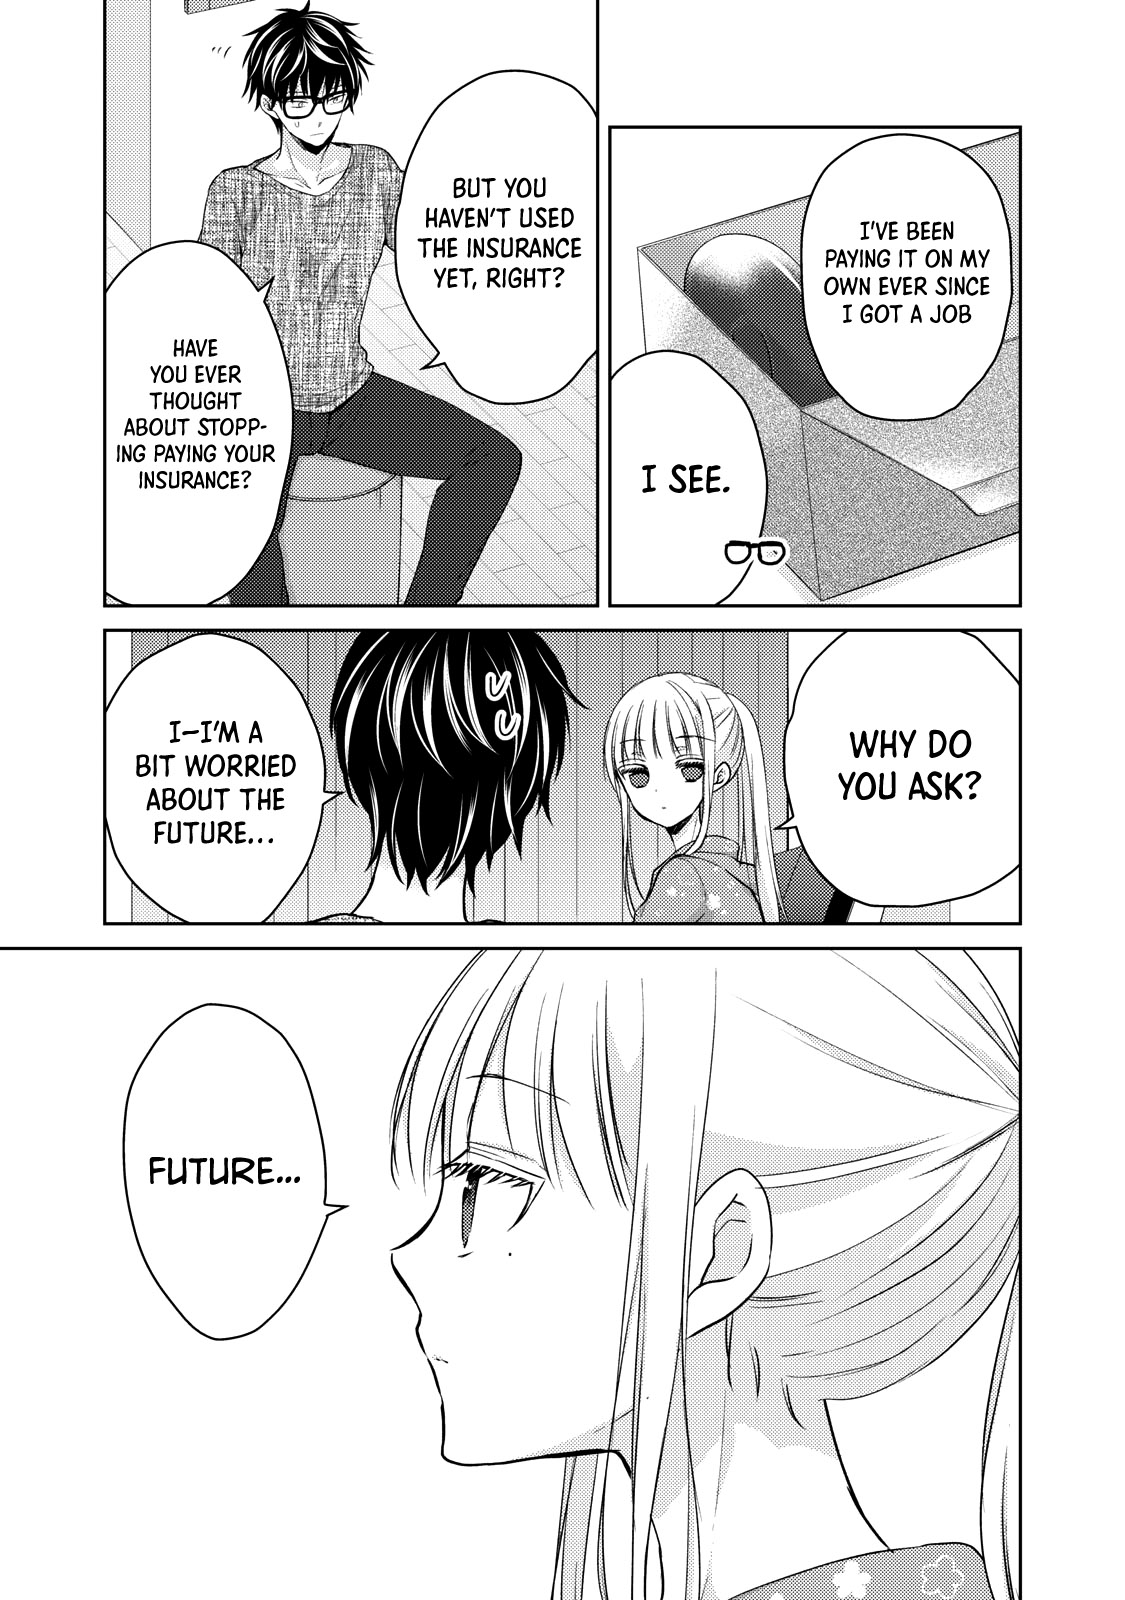 I'VE BEEN
PAYING IT ON MY
OWN EVER SINCE
I GOT A JOB
I SEE.
BUT YOU
HAVEN'T USED
THE INSURANCE
YET, RIGHT?
HAVE
YOU EVER
THOUGHT
ABOUT STOPP-
ING PAYING YOUR
INSURANCE?
WHY DO
YOU ASK?
I-I'M A
BIT WORRIED
ABOUT THE
FUTURE...
FUTURE...